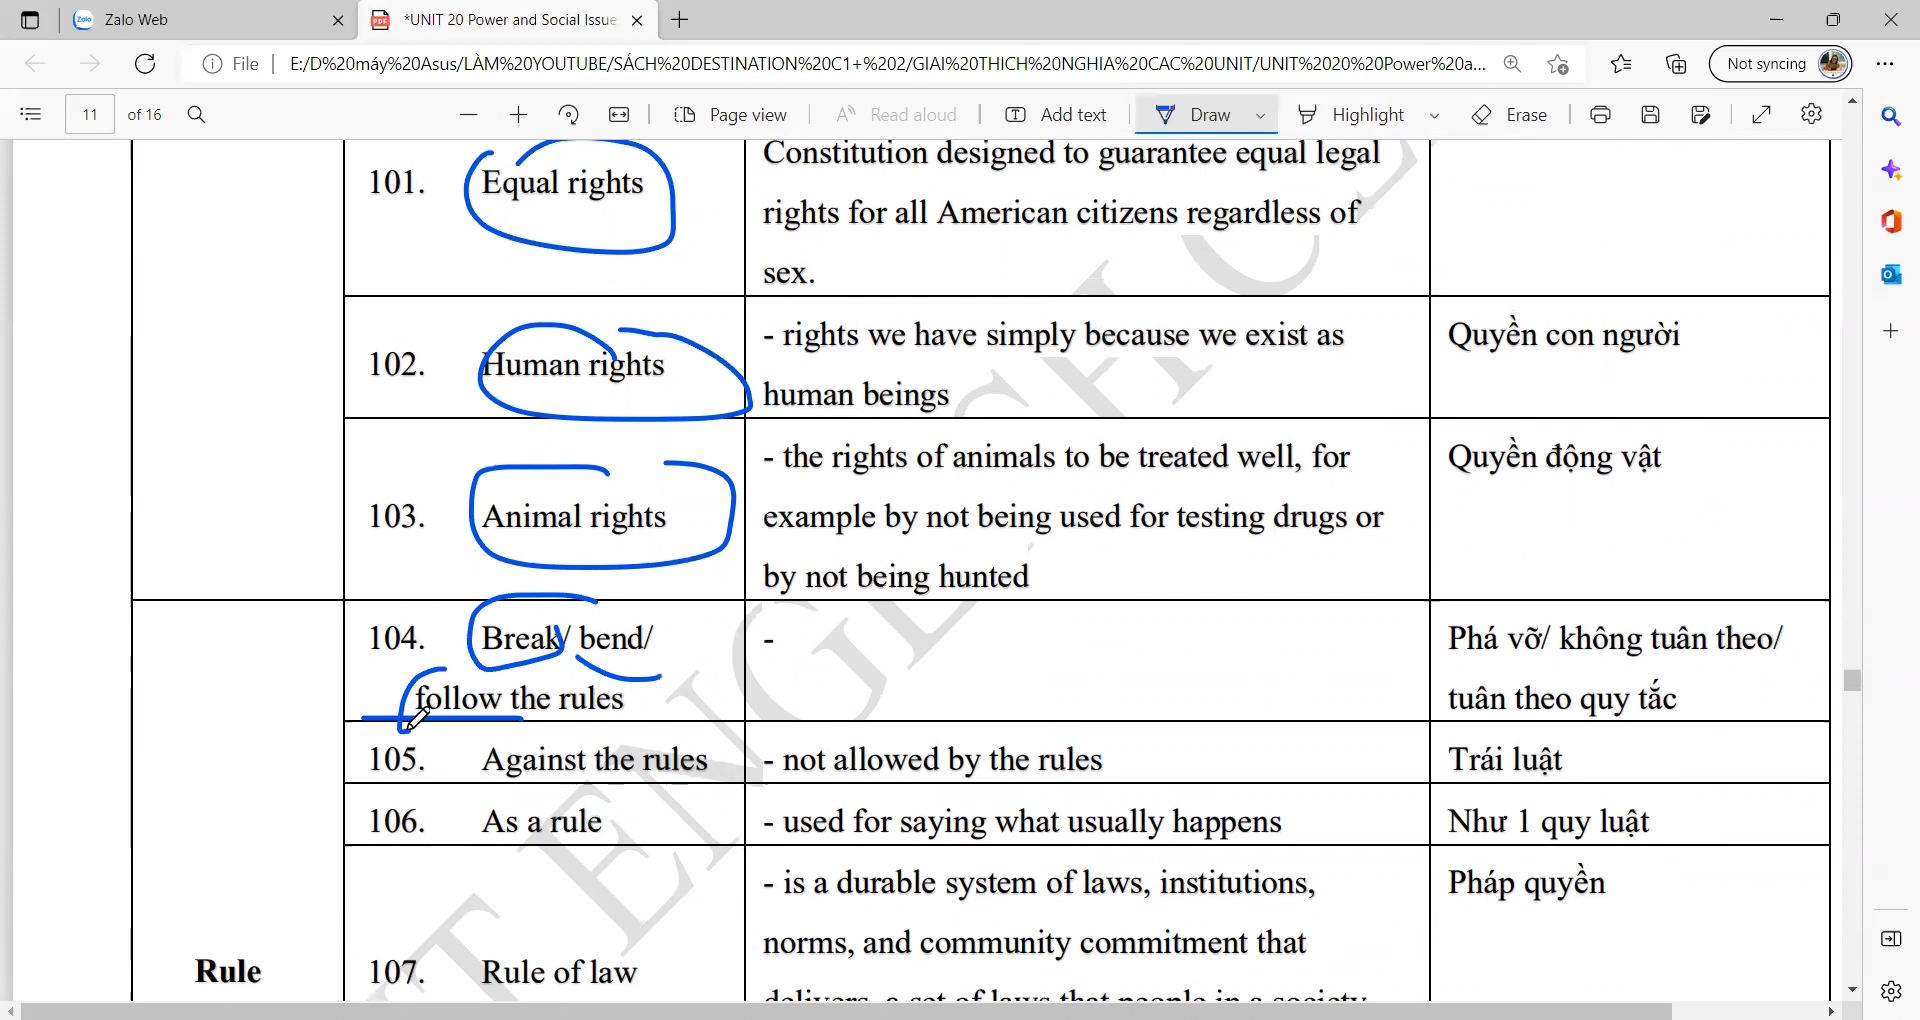 Zalo Web
*UNIT 20 Power and Social Issue
File
E:/D%20máy%20Asus/LÀM%20YOUTUBE/SÁCH%20DESTINATION%20C1+%202/GIAI%20THICH%20NGHIA%20CAC%20UNIT/UNIT%2020%20Power%20a...
Not syncing
11 of 16
Page view
Read aloud
Add text
Draw
Highlight
Erase
Constitution designed to guarantee equal legal
101. Equal rights
rights for all American citizens regardless of
sex.
102. Human rights
- rights we have simply because we exist as
human beings
Quyền con người
103. Animal rights
- the rights of animals to be treated well, for
example by not being used for testing drugs or
by not being hunted
Quyền động vật
Rule
104. Break/ bend/
follow the rules
-
Phá vỡ/ không tuân theo/
tuân theo quy tắc
105. Against the rules
- not allowed by the rules
Trái luật
106. As a rule
- used for saying what usually happens
Như 1 quy luật
107. Rule of law
- is a durable system of laws, institutions,
norms, and community commitment that
delivers a set of laws that people in a society
Pháp quyền